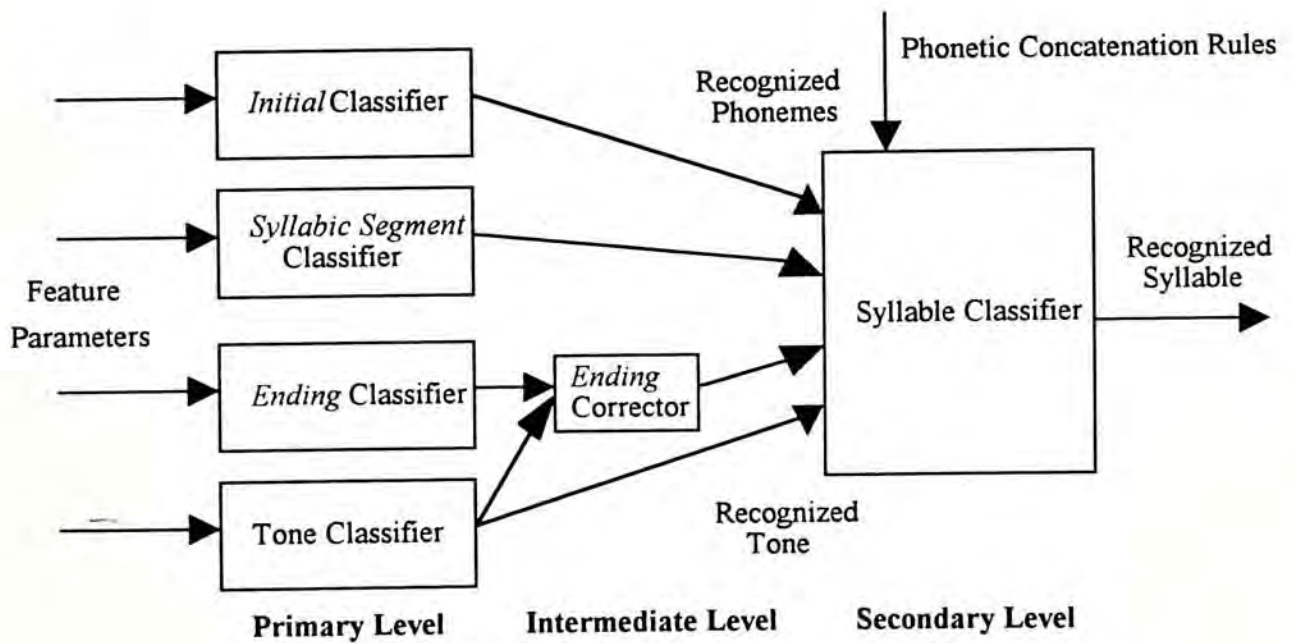 Phonetic Concatenation Rules
Recognized
Phonemes
Initial Classifier
Syllabic Segment
Classifier
Feature
Parameters
Ending Classifier
Ending
Corrector
Tone Classifier
Syllable Classifier
Recognized
Syllable
Recognized
Tone
Primary Level
Intermediate Level
Secondary Level